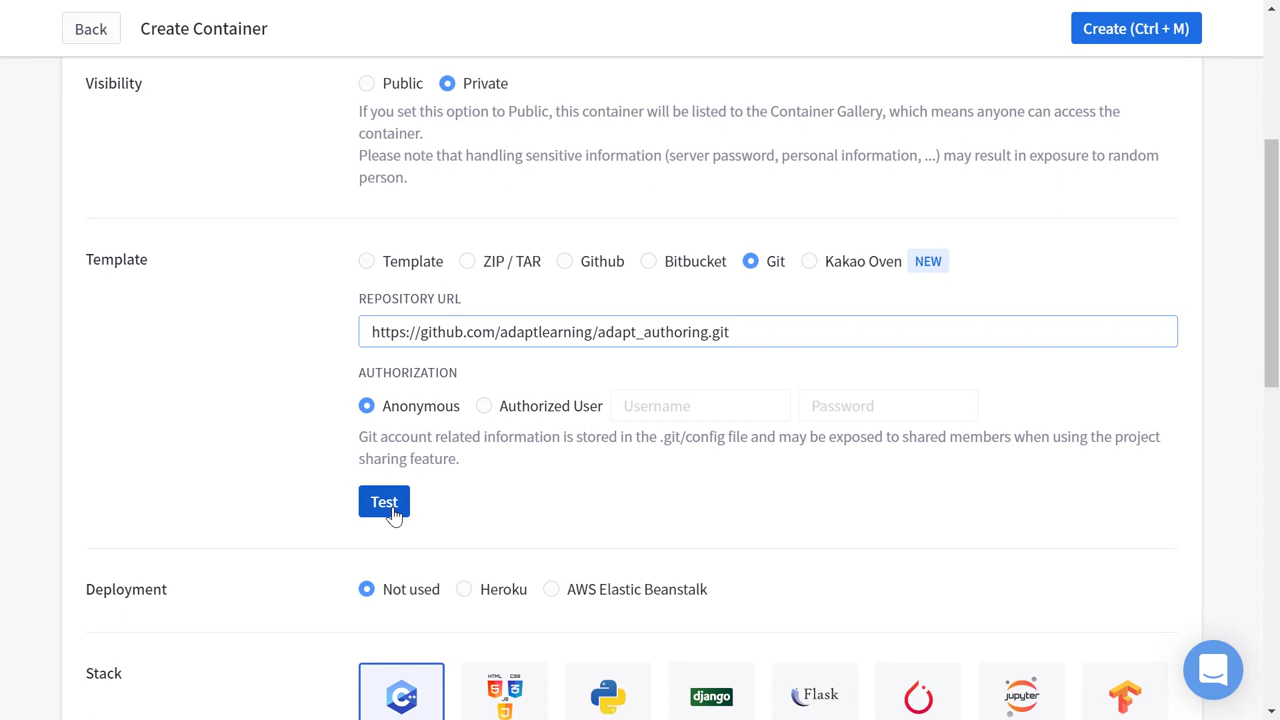 Back
Create Container
Create (Ctrl + M)
Visibility
Public
Private
If you set this option to Public, this container will be listed to the Container Gallery, which means anyone can access the
container.
Please note that handling sensitive information (server password, personal information, ...) may result in exposure to random
person.
Template
Template
ZIP / TAR
Github
Bitbucket
Git
Kakao Oven
NEW
REPOSITORY URL
https://github.com/adaptlearning/adapt_authoring.git
AUTHORIZATION
Anonymous
Authorized User
Username
Password
Git account related information is stored in the .git/config file and may be exposed to shared members when using the project
sharing feature.
Test
Deployment
Not used
Heroku
AWS Elastic Beanstalk
Stack
HTML CSS
JS
django
Flask
jupyter